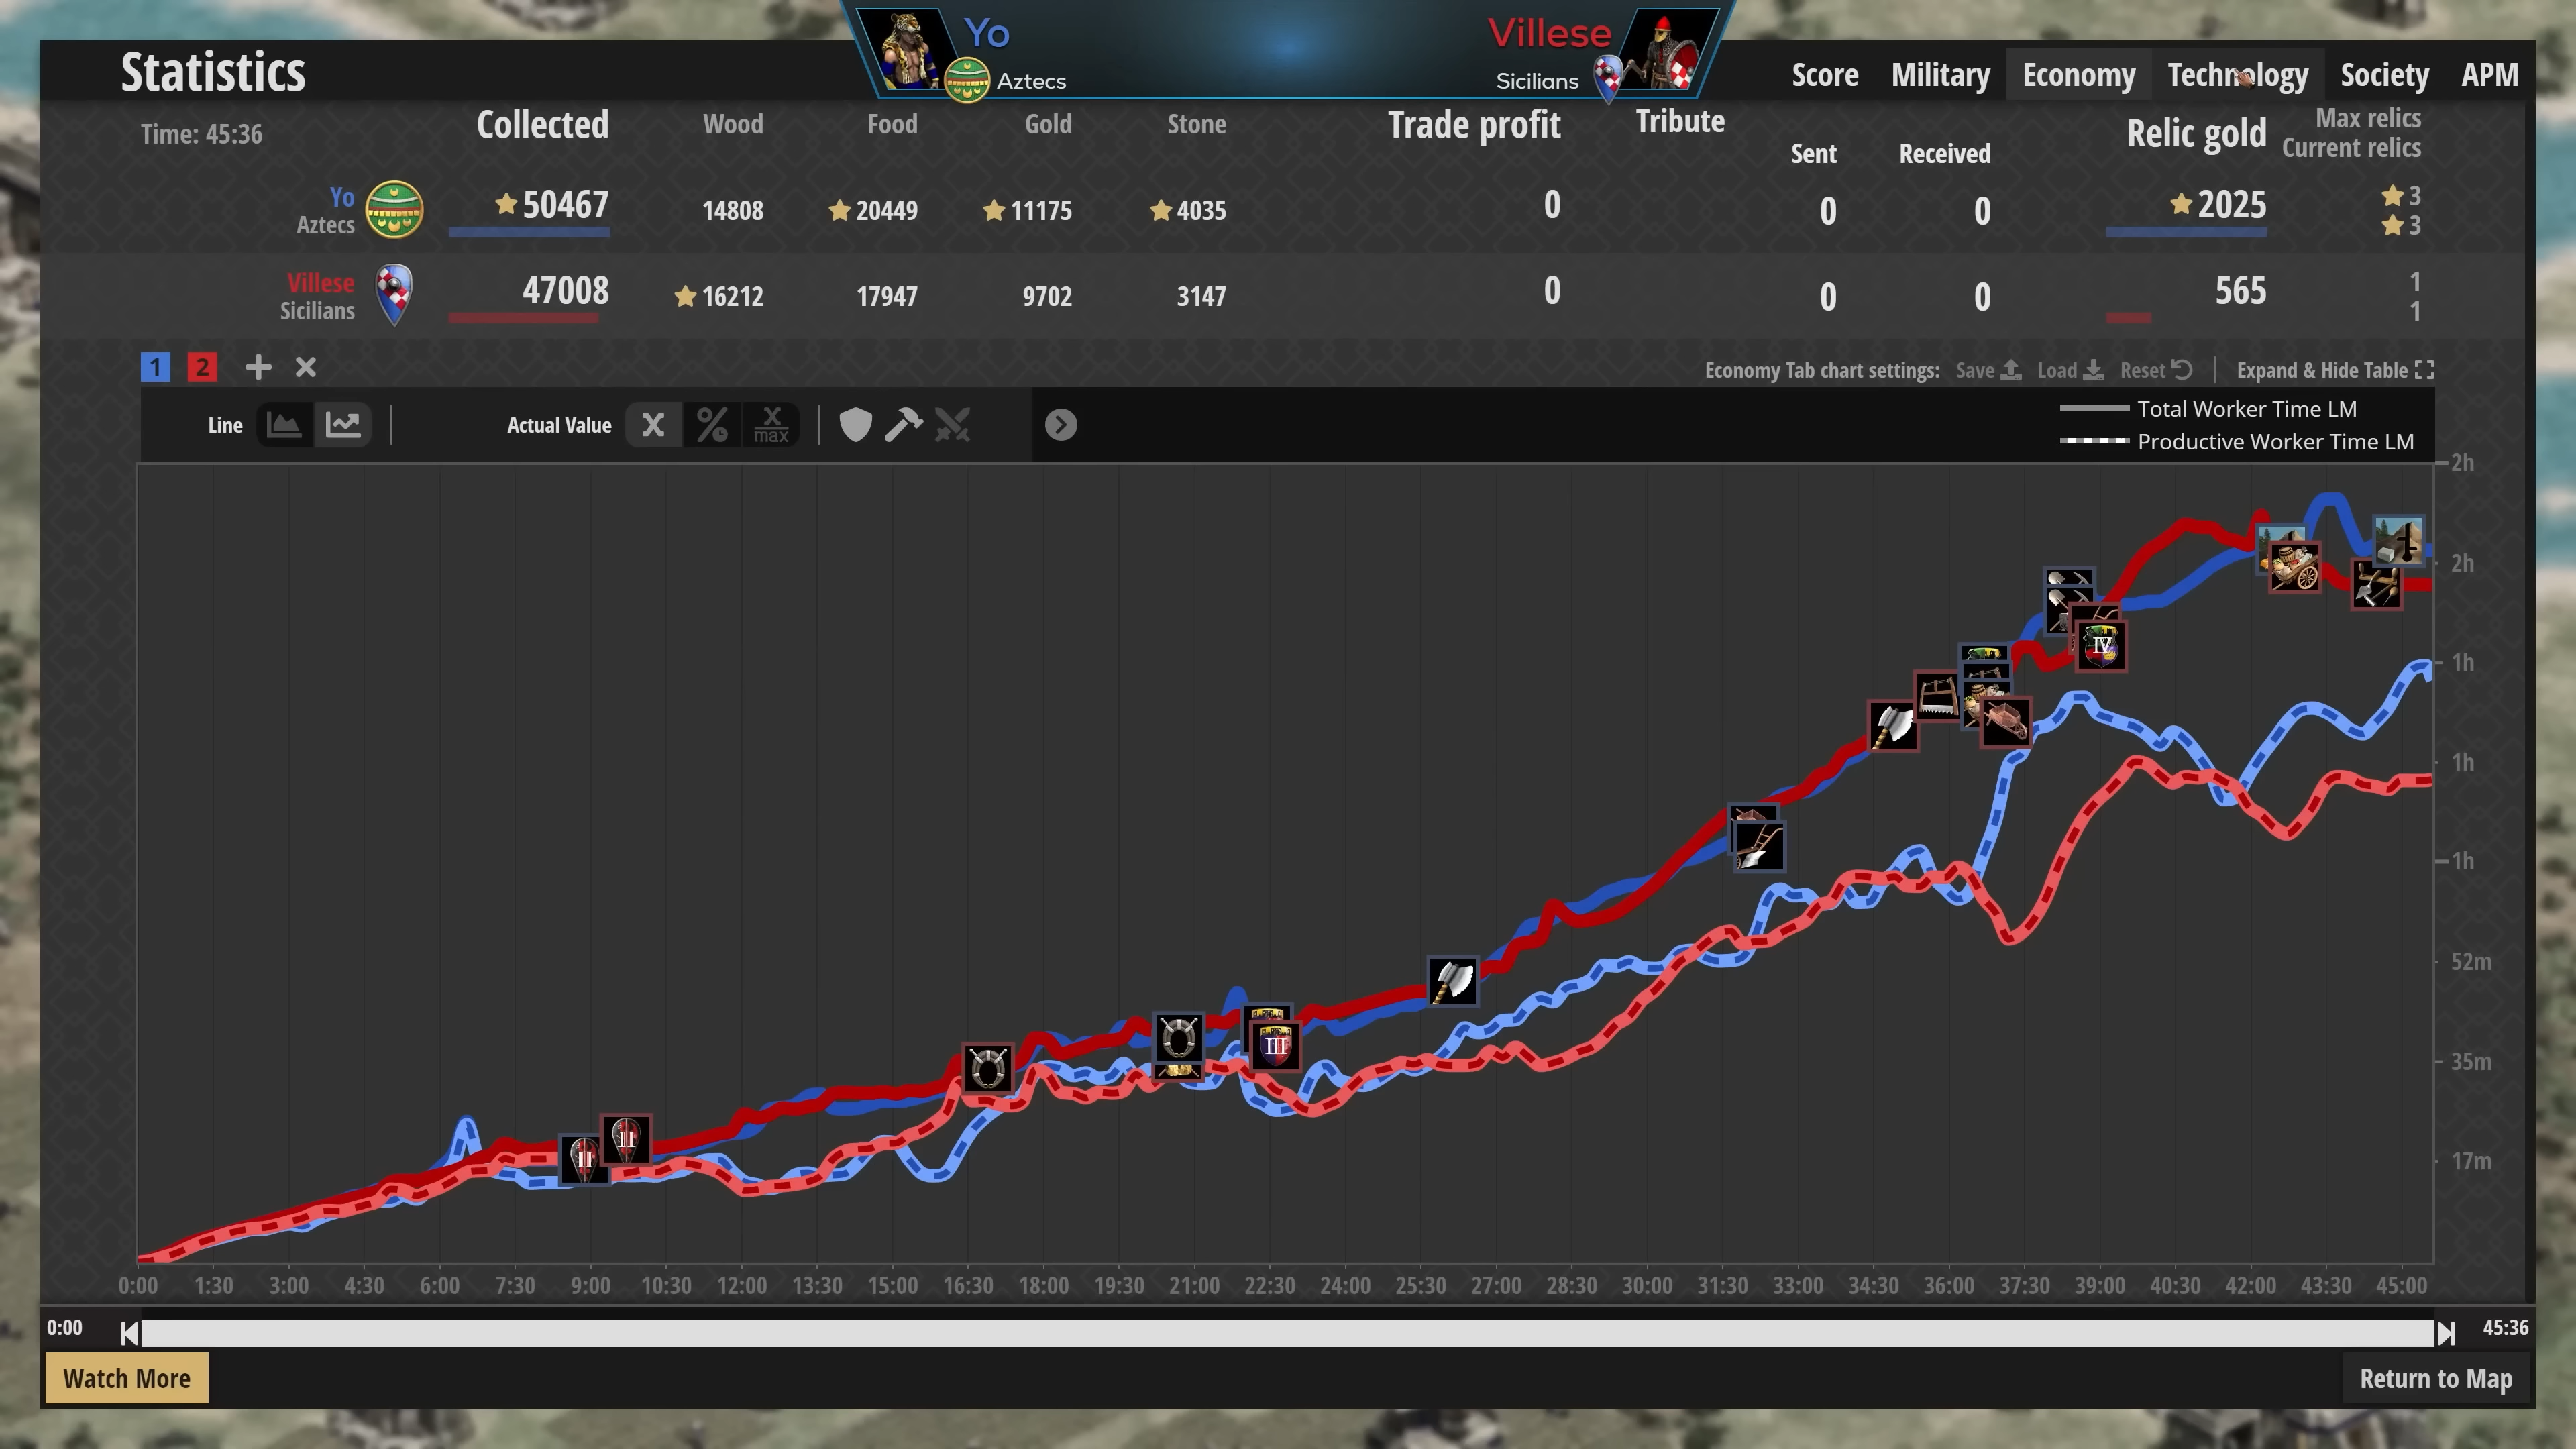 Statistics
Yo
Aztecs
Villese
Sicilians
Score Military Economy Technology Society APM
Time: 45:36
Collected Wood Food Gold Stone Trade profit Tribute Sent Received Relic gold Max relics Current relics
Yo
Aztecs
50467 14808 20449 11175 4035 0 0 0 2025 3
3
Villese
Sicilians
47008 16212 17947 9702 3147 0 0 0 565 1
1
1 2
Economy Tab chart settings: Save Load Reset Expand & Hide Table
Line Actual Value X % X max
Total Worker Time LM
Productive Worker Time LM
2h
2h
1h
1h
1h
52m
35m
17m
II
II
III
IV
0:00 1:30 3:00 4:30 6:00 7:30 9:00 10:30 12:00 13:30 15:00 16:30 18:00 19:30 21:00 22:30 24:00 25:30 27:00 28:30 30:00 31:30 33:00 34:30 36:00 37:30 39:00 40:30 42:00 43:30 45:00
0:00 45:36
Watch More Return to Map